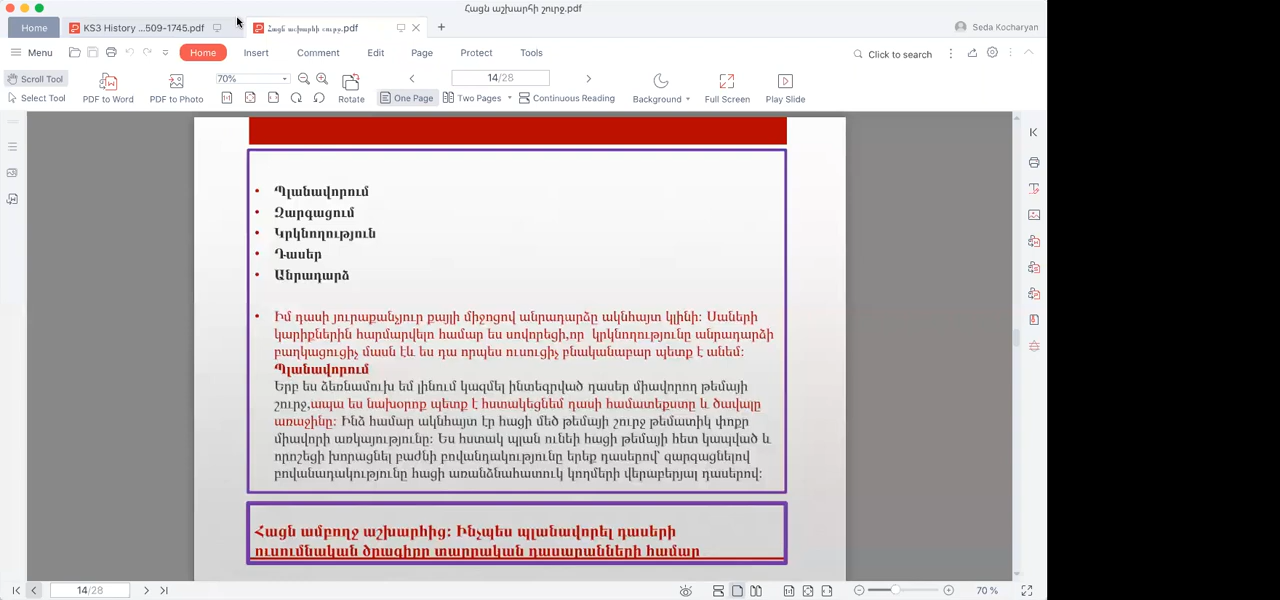 Հացն աշխարհի շուրջ.pdf
Home
KS3 History ...509-1745.pdf
Հացն աշխարհի շուրջ.pdf
Seda Kocharyan
Menu
Home
Insert
Comment
Edit
Page
Protect
Tools
Click to search
Scroll Tool
Select Tool
PDF to Word
PDF to Photo
70%
Rotate
14/28
One Page
Two Pages
Continuous Reading
Background
Full Screen
Play Slide
• Պլանավորում
• Զարգացում
• Կրկնողություն
• Դասեր
• Անրադարձ
• Իմ դասի յուրաքանչյուր քայլի միջոցով անրադարձը ակնհայտ կլինի: Սաների
կարիքներին հարմարվելո համար ես սովորեցի,որ կրկնողությունը անրադարձի
բաղկացուցիչ մասն էև ես դա որպես ուսուցիչ բնականաբար պետք է անեմ:
Պլանավորում
Երբ ես ձեռնամուխ եմ լինում կազմել ինտեգրված դասեր միավորող թեմայի
շուրջ,ապա ես նախօրոք պետք է հստակեցնեմ դասի համատեքստը և ծավալը
առաջինը: Ինձ համար ակնհայտ էր հացի մեծ թեմայի շուրջ թեմատիկ փոքր
միավորի առկայությունը: Ես հստակ պլան ունեի հացի թեմայի հետ կապված և
որոշեցի խորացնել բաժնի բովանդակությունը երեք դասերով՝ զարգացնելով
բովանադակությունը հացի առանձնահատուկ կողմերի վերաբերյալ դասերով:
Հացն ամբողջ աշխարհից: Ինչպես պլանավորել դասերի
ուսումնական ծրագիրը տարրական դասարանների համար
14/28
70 %